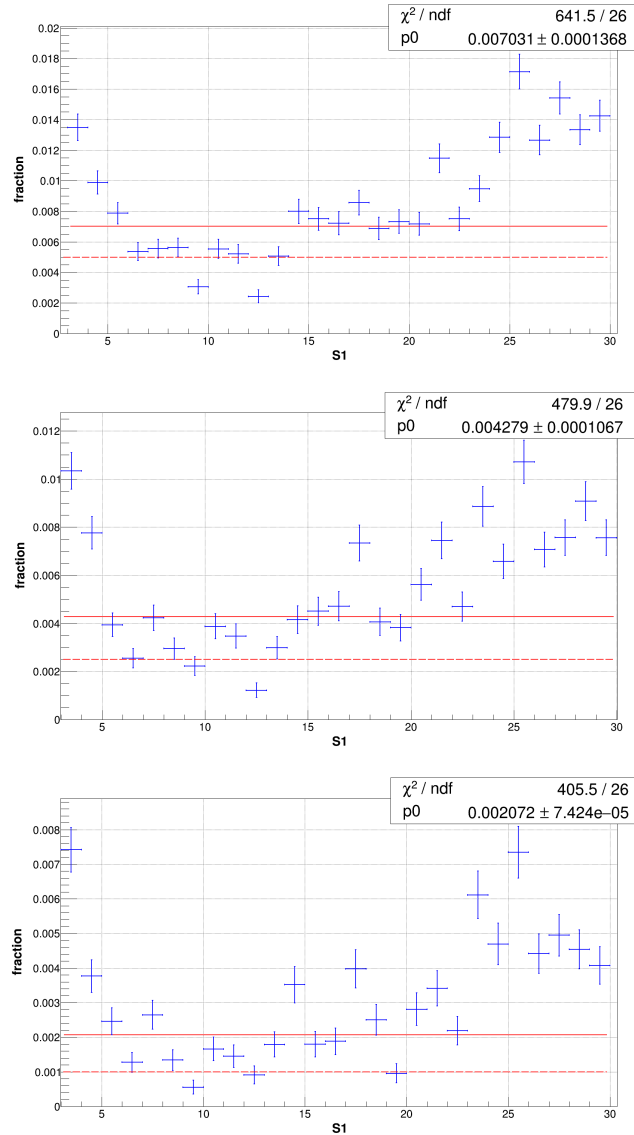 χ² / ndf 641.5 / 26
p0 0.007031 ± 0.0001368
0.02
0.018
0.016
0.014
0.012
0.01
0.008
0.006
0.004
0.002
0
fraction
5 10 15 20 25 30
S1
χ² / ndf 479.9 / 26
p0 0.004279 ± 0.0001067
0.012
0.01
0.008
0.006
0.004
0.002
0
fraction
5 10 15 20 25 30
S1
χ² / ndf 405.5 / 26
p0 0.002072 ± 7.424e−05
0.008
0.007
0.006
0.005
0.004
0.003
0.002
0.001
0
fraction
5 10 15 20 25 30
S1